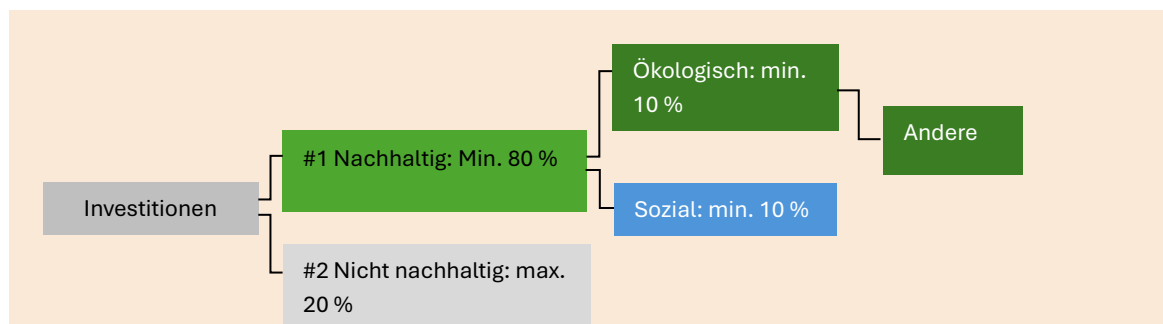 Ökologisch: min.
10 %
Andere
#1 Nachhaltig: Min. 80 %
Investitionen
Sozial: min. 10 %
#2 Nicht nachhaltig: max.
20 %